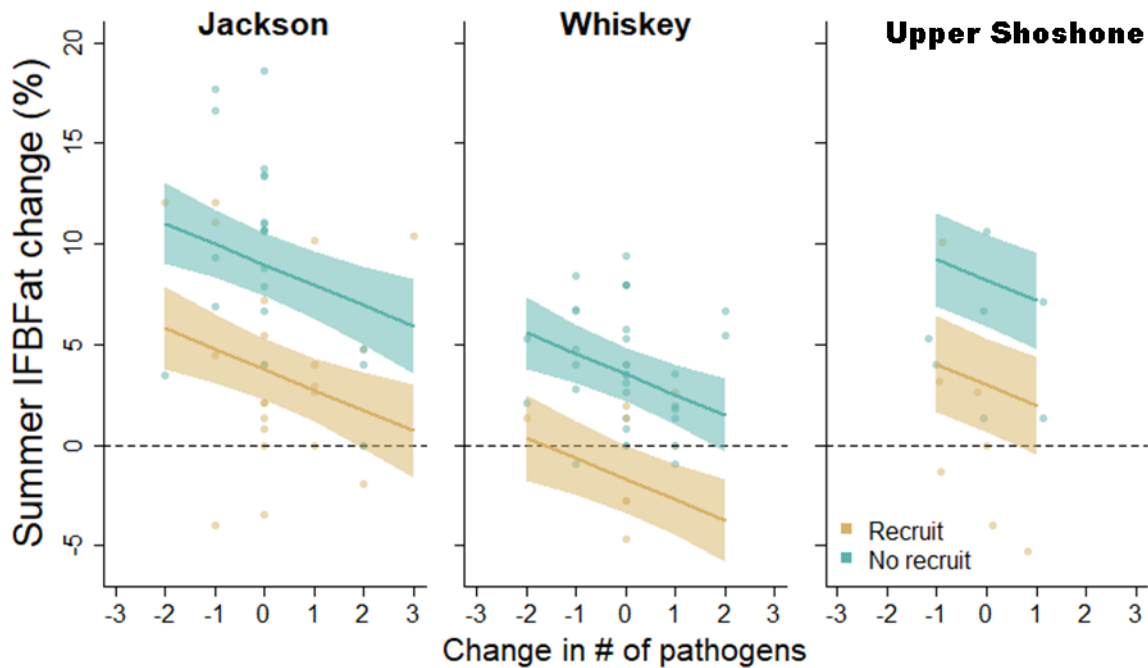 Jackson
Whiskey
Upper Shoshone
Summer IFBFat change (%)
20
15
10
5
0
-5
Recruit
No recruit
-3 -2 -1 0 1 2 3
-3 -2 -1 0 1 2 3
-3 -2 -1 0 1 2 3
Change in # of pathogens